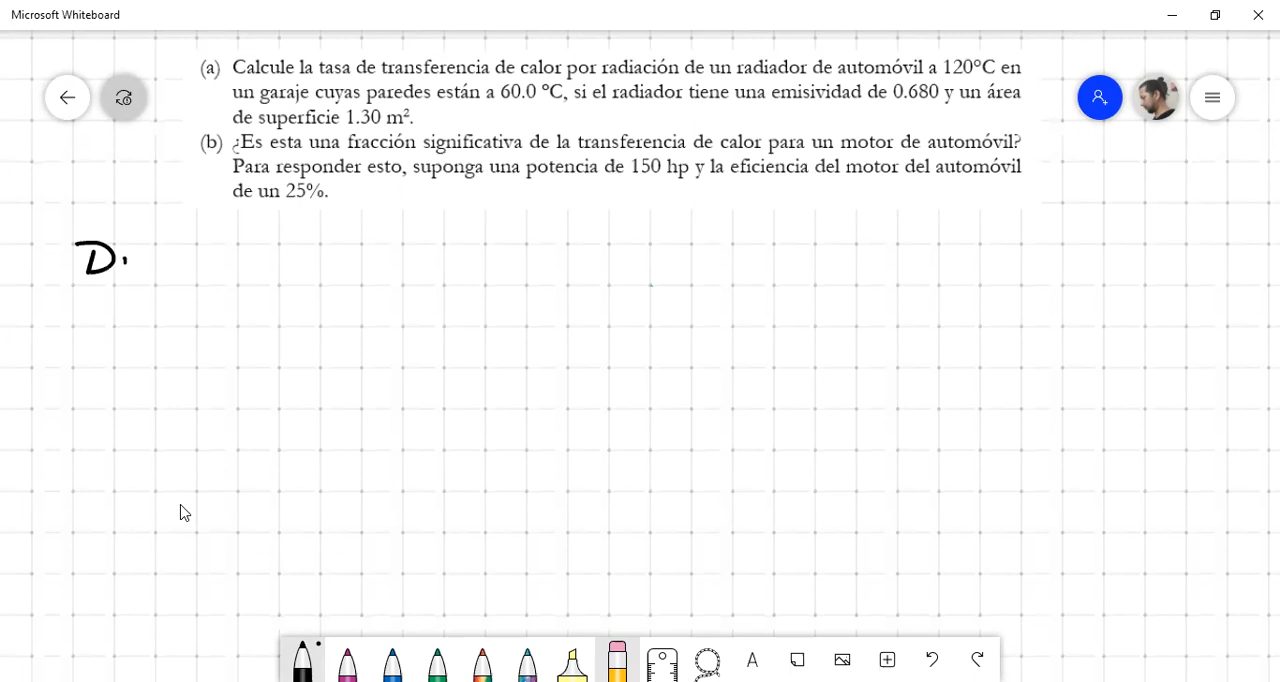 Microsoft Whiteboard
(a) Calcule la tasa de transferencia de calor por radiación de un radiador de automóvil a 120°C en
un garaje cuyas paredes están a 60.0 °C, si el radiador tiene una emisividad de 0.680 y un área
de superficie 1.30 m².
(b) ¿Es esta una fracción significativa de la transferencia de calor para un motor de automóvil?
Para responder esto, suponga una potencia de 150 hp y la eficiencia del motor del automóvil
de un 25%.
D.
A